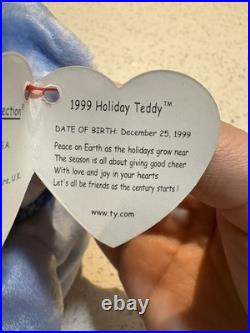 1999 Holiday Teddy™
DATE OF BIRTH: December 25, 1999
Peace on Earth as the holidays grow near
The season is all about giving good cheer
With love and joy in your hearts
Let's all be friends as the century starts !
www.ty.com
U.K.